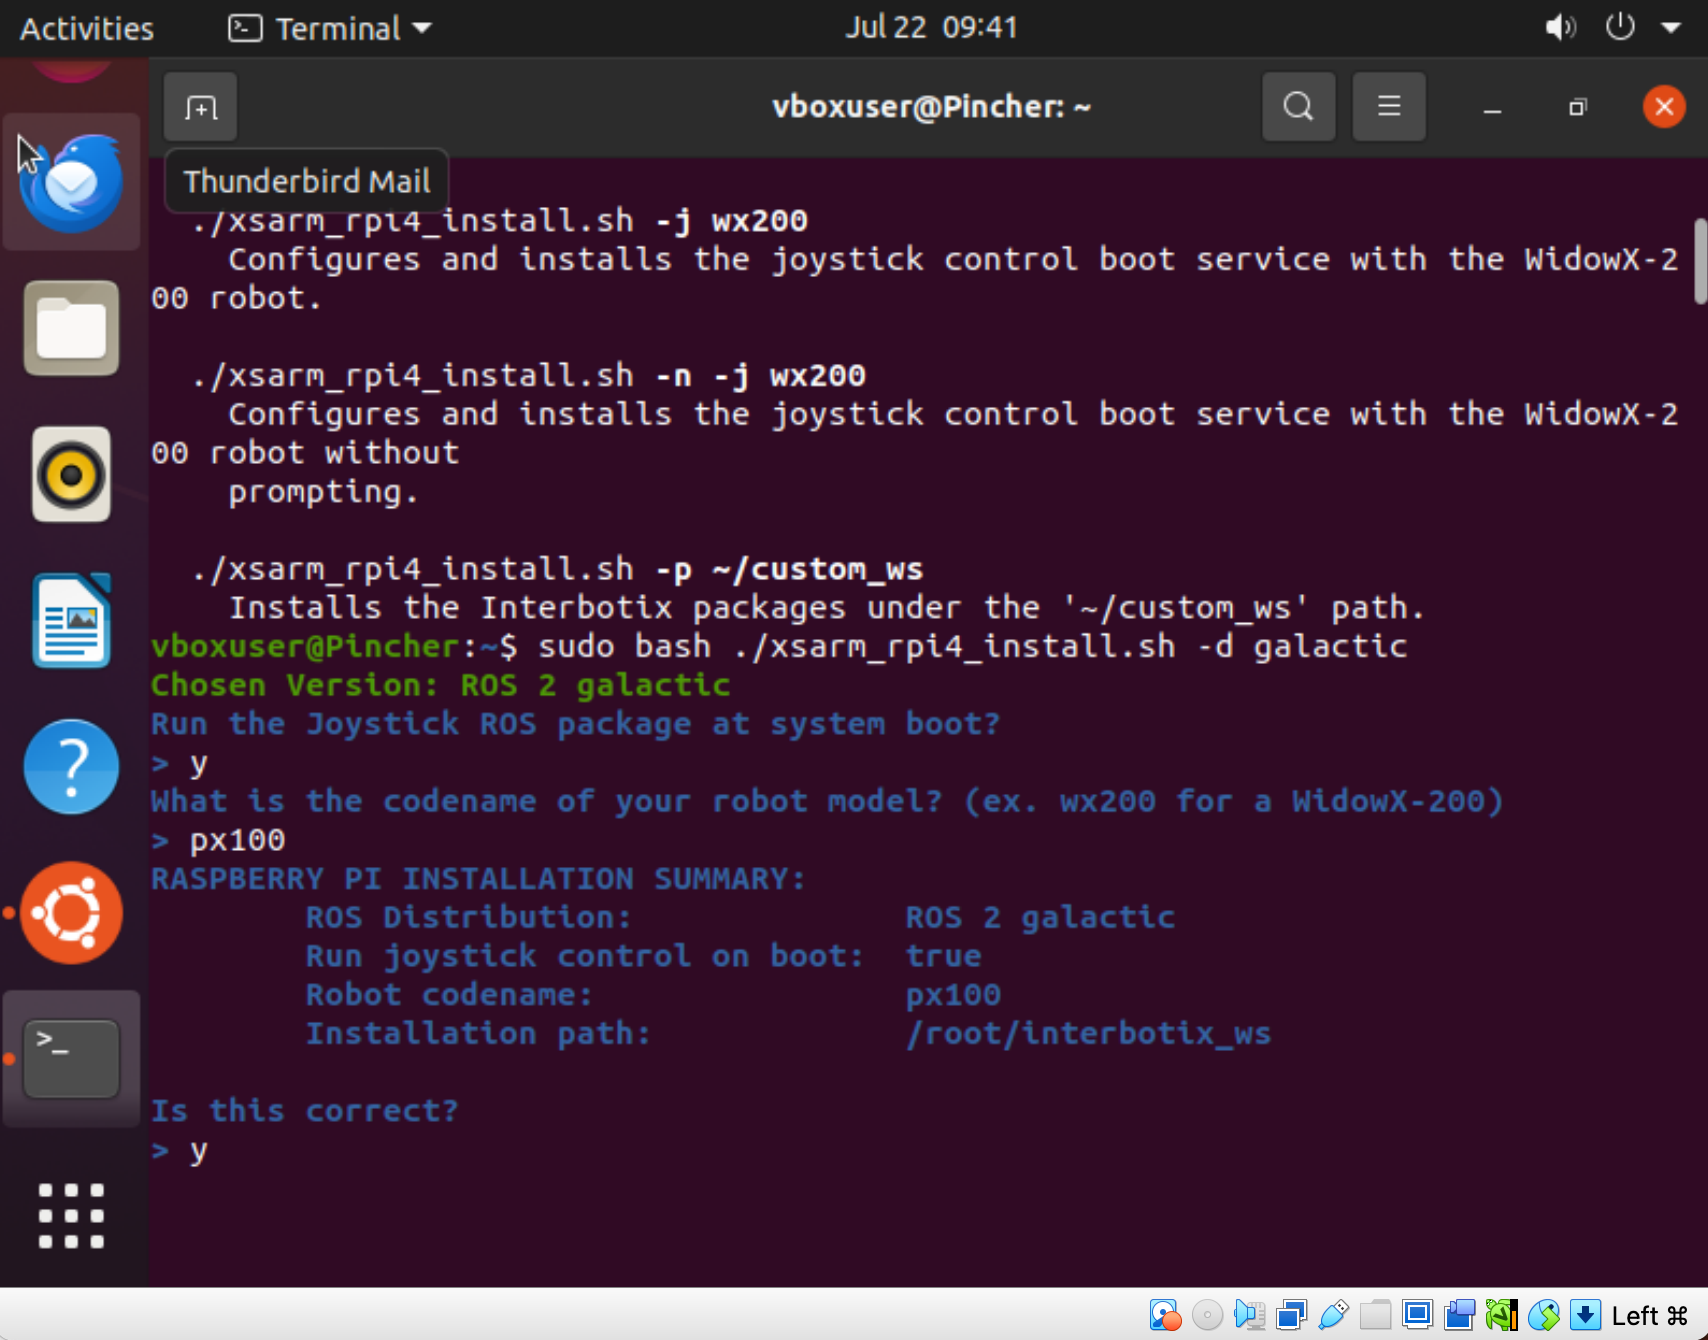 Activities
Terminal
Jul 22 09:41
vboxuser@Pincher: ~
Thunderbird Mail
./xsarm_rpi4_install.sh -j wx200
Configures and installs the joystick control boot service with the WidowX-2
00 robot.
./xsarm_rpi4_install.sh -n -j wx200
Configures and installs the joystick control boot service with the WidowX-2
00 robot without
prompting.
./xsarm_rpi4_install.sh -p ~/custom_ws
Installs the Interbotix packages under the '~/custom_ws' path.
vboxuser@Pincher:~$ sudo bash ./xsarm_rpi4_install.sh -d galactic
Chosen Version: ROS 2 galactic
Run the Joystick ROS package at system boot?
> y
What is the codename of your robot model? (ex. wx200 for a WidowX-200)
> px100
RASPBERRY PI INSTALLATION SUMMARY:
ROS Distribution: ROS 2 galactic
Run joystick control on boot: true
Robot codename: px100
Installation path: /root/interbotix_ws
Is this correct?
> y
Left ⌘